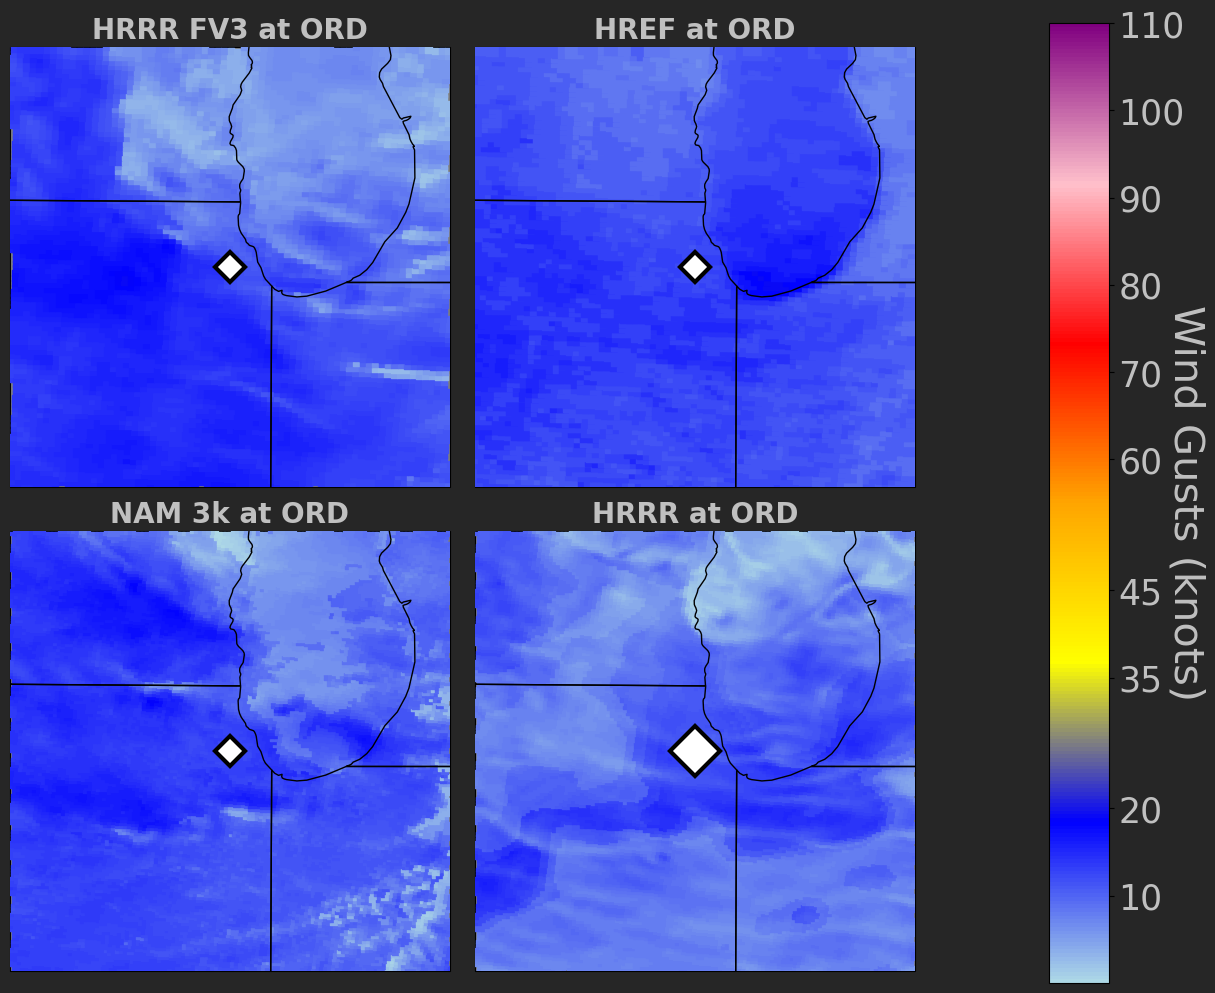 HRRR FV3 at ORD
HREF at ORD
NAM 3k at ORD
HRRR at ORD
110
100
90
80
70
60
45
35
20
10
Wind Gusts (knots)